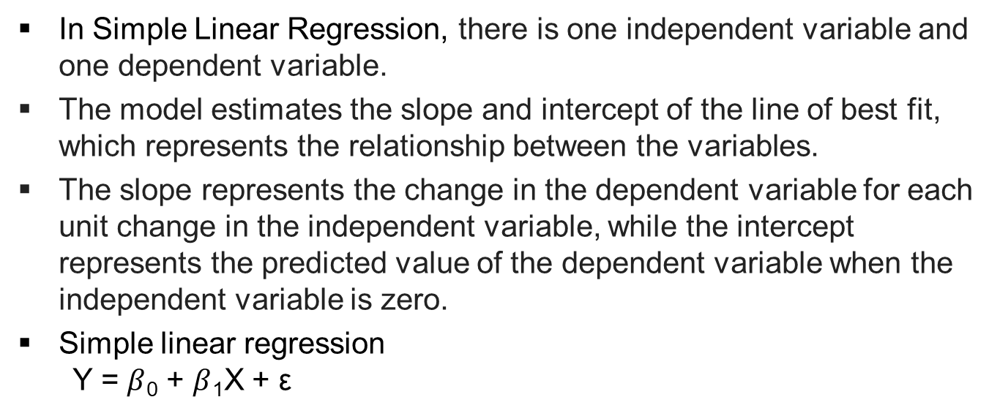 ▪ In Simple Linear Regression, there is one independent variable and
one dependent variable.
▪ The model estimates the slope and intercept of the line of best fit,
which represents the relationship between the variables.
▪ The slope represents the change in the dependent variable for each
unit change in the independent variable, while the intercept
represents the predicted value of the dependent variable when the
independent variable is zero.
▪ Simple linear regression
Y = 𝛽₀ + 𝛽₁X + ε